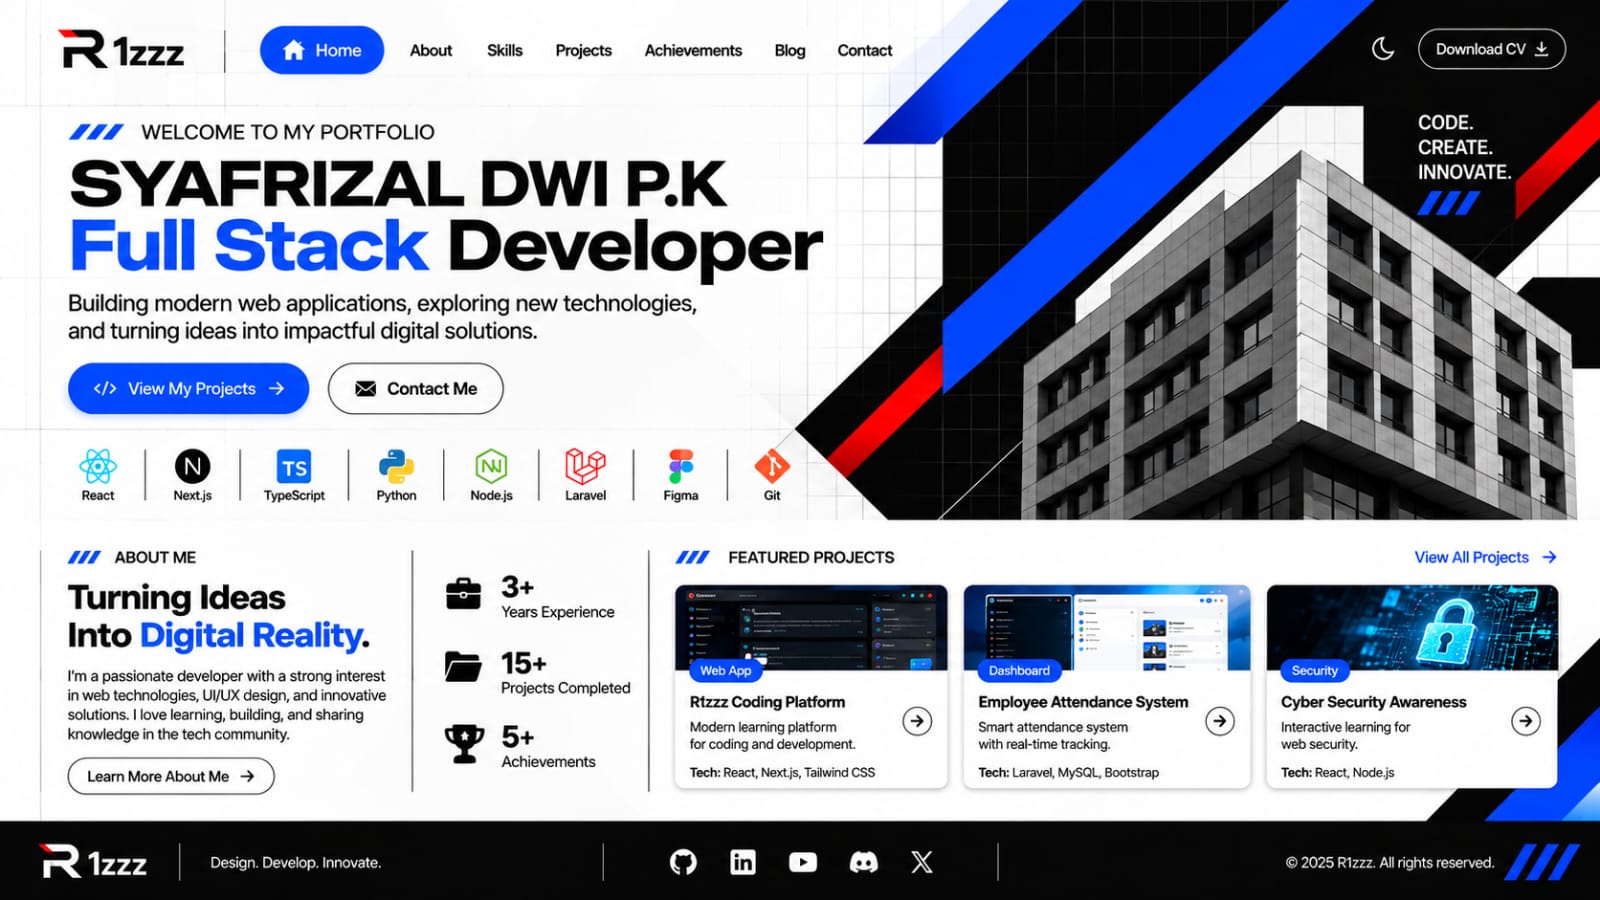 R1zzz
Home
About
Skills
Projects
Achievements
Blog
Contact
Download CV
WELCOME TO MY PORTFOLIO
SYAFRIZAL DWI P.K
Full Stack Developer
Building modern web applications, exploring new technologies,
and turning ideas into impactful digital solutions.
</> View My Projects
Contact Me
CODE.
CREATE.
INNOVATE.
React
N
Next.js
TS
TypeScript
Python
Node.js
Laravel
Figma
Git
ABOUT ME
Turning Ideas
Into Digital Reality.
I'm a passionate developer with a strong interest
in web technologies, UI/UX design, and innovative
solutions. I love learning, building, and sharing
knowledge in the tech community.
Learn More About Me
3+
Years Experience
15+
Projects Completed
5+
Achievements
FEATURED PROJECTS
View All Projects
Web App
R1zzz Coding Platform
Modern learning platform
for coding and development.
Tech: React, Next.js, Tailwind CSS
Dashboard
Employee Attendance System
Smart attendance system
with real-time tracking.
Tech: Laravel, MySQL, Bootstrap
Security
Cyber Security Awareness
Interactive learning for
web security.
Tech: React, Node.js
R1zzz
Design. Develop. Innovate.
in
X
© 2025 R1zzz. All rights reserved.